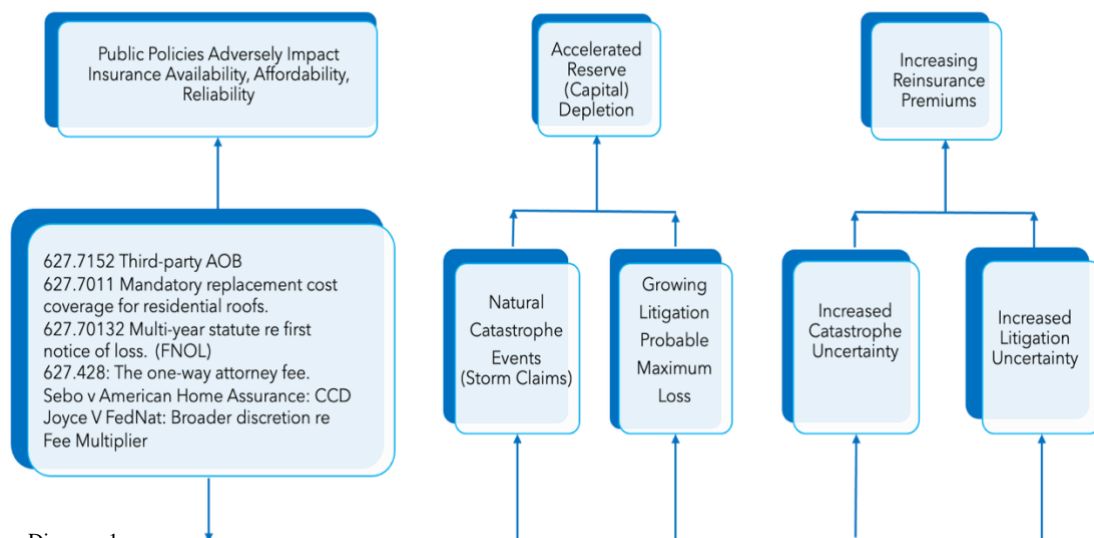 Public Policies Adversely Impact
Insurance Availability, Affordability,
Reliability
Accelerated
Reserve
(Capital)
Depletion
Increasing
Reinsurance
Premiums
627.7152 Third-party AOB
627.7011 Mandatory replacement cost
coverage for residential roofs.
627.70132 Multi-year statute re first
notice of loss. (FNOL)
627.428: The one-way attorney fee.
Sebo v American Home Assurance: CCD
Joyce V FedNat: Broader discretion re
Fee Multiplier
Natural
Catastrophe
Events
(Storm Claims)
Growing
Litigation
Probable
Maximum
Loss
Increased
Catastrophe
Uncertainty
Increased
Litigation
Uncertainty